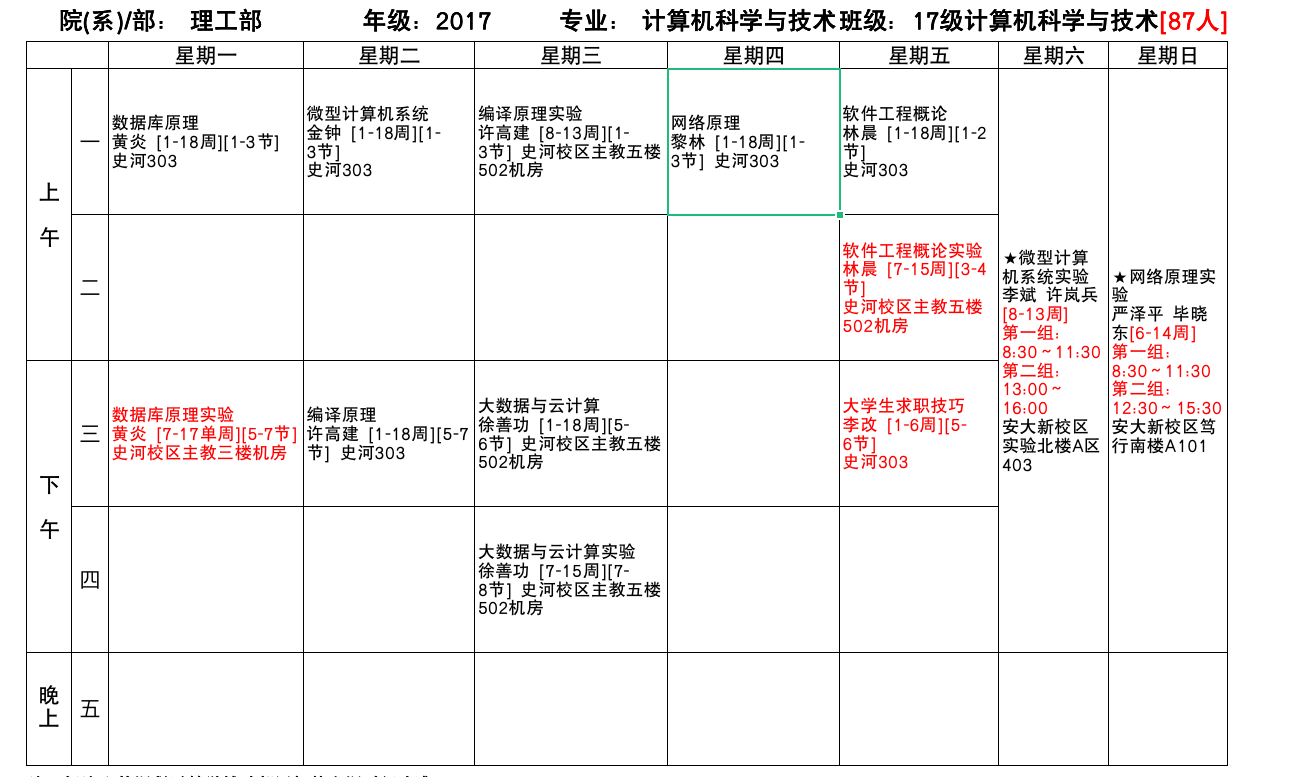 院(系)/部： 理工部 年级：2017 专业： 计算机科学与技术 班级：17级计算机科学与技术[87人]
星期一 星期二 星期三 星期四 星期五 星期六 星期日
上
午
一
数据库原理
黄炎 [1-18周][1-3节]
史河303
微型计算机系统
金钟 [1-18周][1-
3节]
史河303
编译原理实验
许高建 [8-13周][1-
3节] 史河校区主教五楼
502机房
网络原理
黎林 [1-18周][1-
3节] 史河303
软件工程概论
林晨 [1-18周][1-2
节]
史河303
二
软件工程概论实验
林晨 [7-15周][3-4
节]
史河校区主教五楼
502机房
★微型计算
机系统实验
李斌 许岚兵
[8-13周]
第一组：
8:30～11:30
第二组：
13:00～
16:00
安大新校区
实验北楼A区
403
★网络原理实
验
严泽平 毕晓
东[6-14周]
第一组：
8:30～11:30
第二组：
12:30～15:30
安大新校区笃
行南楼A101
下
午
三
数据库原理实验
黄炎 [7-17单周][5-7节]
史河校区主教三楼机房
编译原理
许高建 [1-18周][5-7
节] 史河303
大数据与云计算
徐善功 [1-18周][5-
6节] 史河校区主教五楼
502机房
大学生求职技巧
李改 [1-6周][5-
6节]
史河303
四
大数据与云计算实验
徐善功 [7-15周][7-
8节] 史河校区主教五楼
502机房
晚
上
五